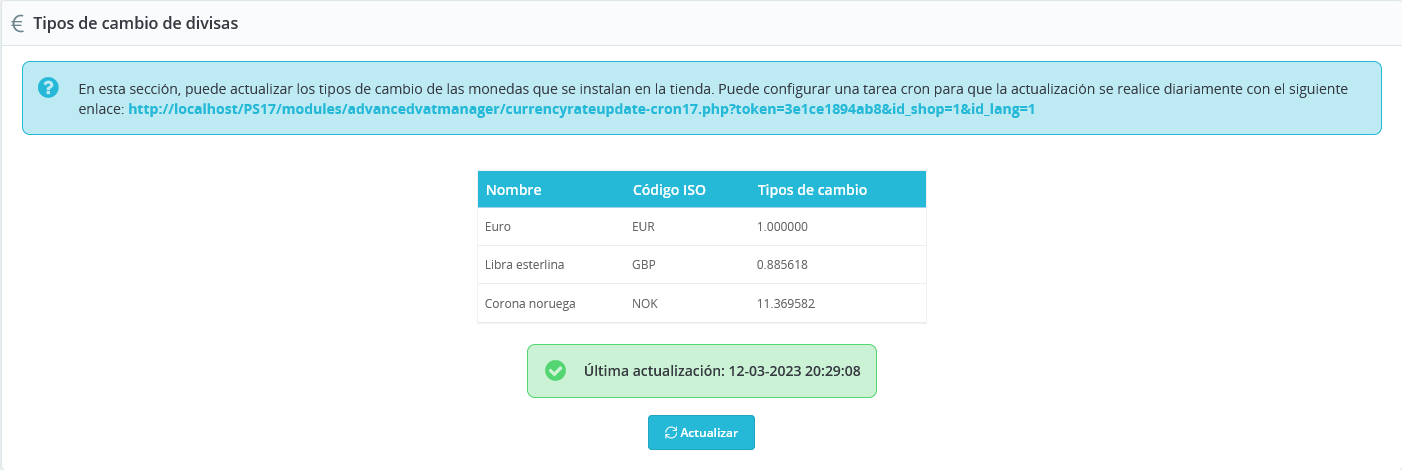 Tipos de cambio de divisas
En esta sección, puede actualizar los tipos de cambio de las monedas que se instalan en la tienda. Puede configurar una tarea cron para que la actualización se realice diariamente con el siguiente
enlace: http://localhost/PS17/modules/advancedvatmanager/currencyrateupdate-cron17.php?token=3e1ce1894ab8&id_shop=1&id_lang=1
Nombre Código ISO Tipos de cambio
Euro EUR 1.000000
Libra esterlina GBP 0.885618
Corona noruega NOK 11.369582
Última actualización: 12-03-2023 20:29:08
Actualizar